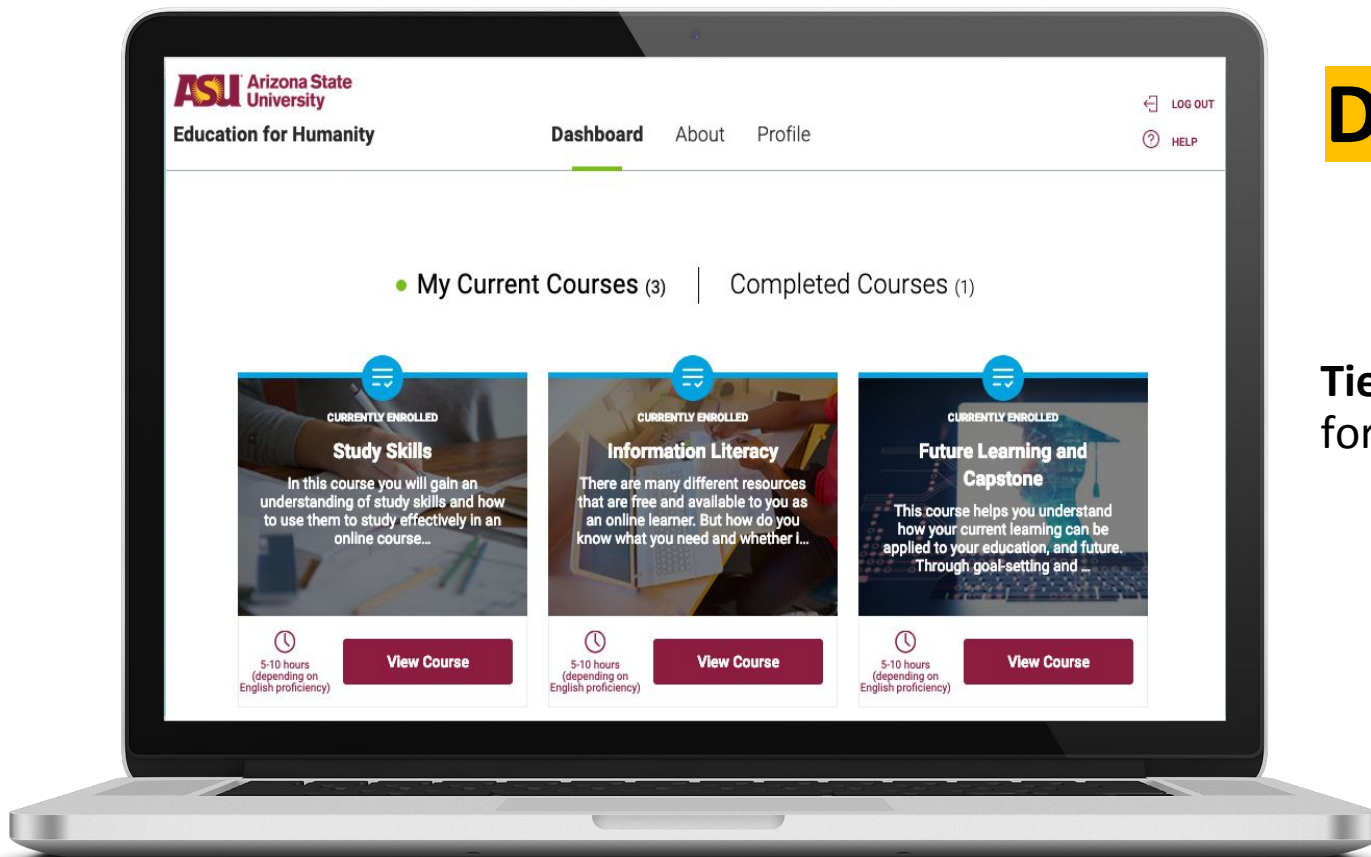 ASU Arizona State
University
Education for Humanity
Dashboard About Profile
LOG OUT
HELP
My Current Courses (3) | Completed Courses (1)
CURRENTLY ENROLLED
Study Skills
In this course you will gain an
understanding of study skills and how
to use them to study effectively in an
online course...
5-10 hours
(depending on
English proficiency)
View Course
CURRENTLY ENROLLED
Information Literacy
There are many different resources
that are free and available to you as
an online learner. But how do you
know what you need and whether i...
5-10 hours
(depending on
English proficiency)
View Course
CURRENTLY ENROLLED
Future Learning and
Capstone
This course helps you understand
how your current learning can be
applied to your education, and future.
Through goal-setting and ...
5-10 hours
(depending on
English proficiency)
View Course
D
Tie
for